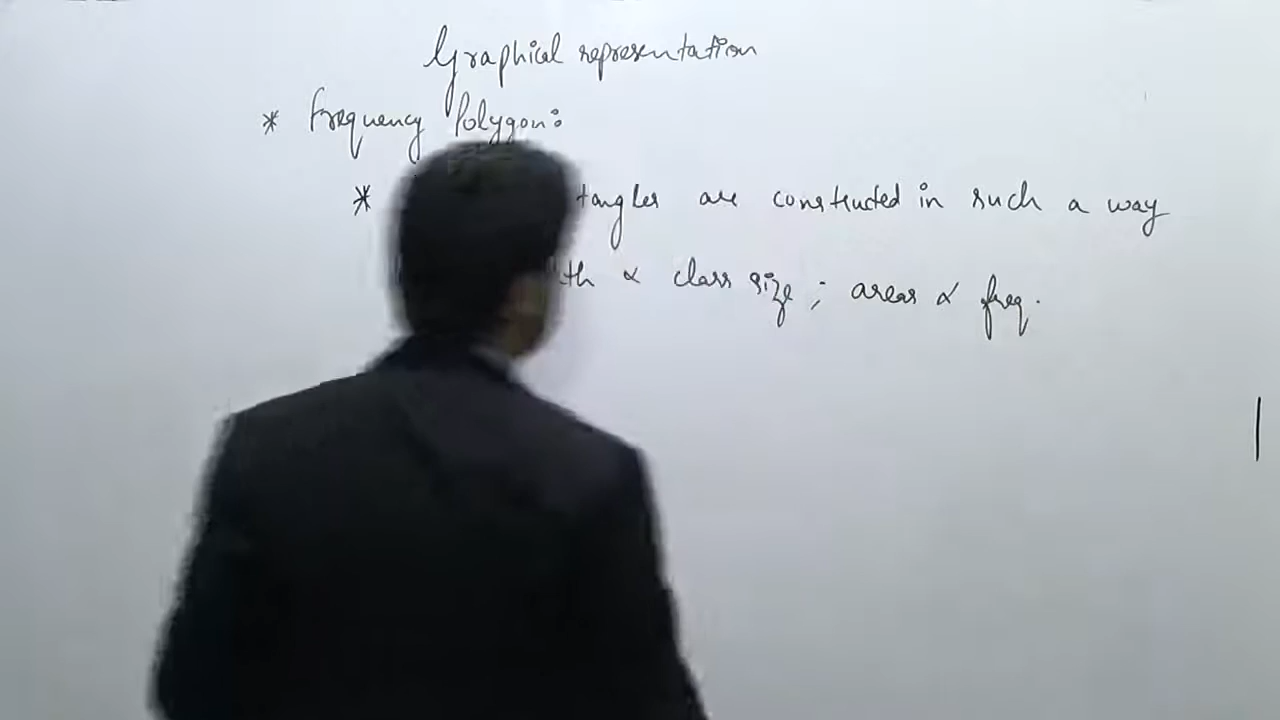 Graphical representation
* Frequency Polygon:
* tangles are constructed in such a way
th ∝ class size ; areas ∝ freq.